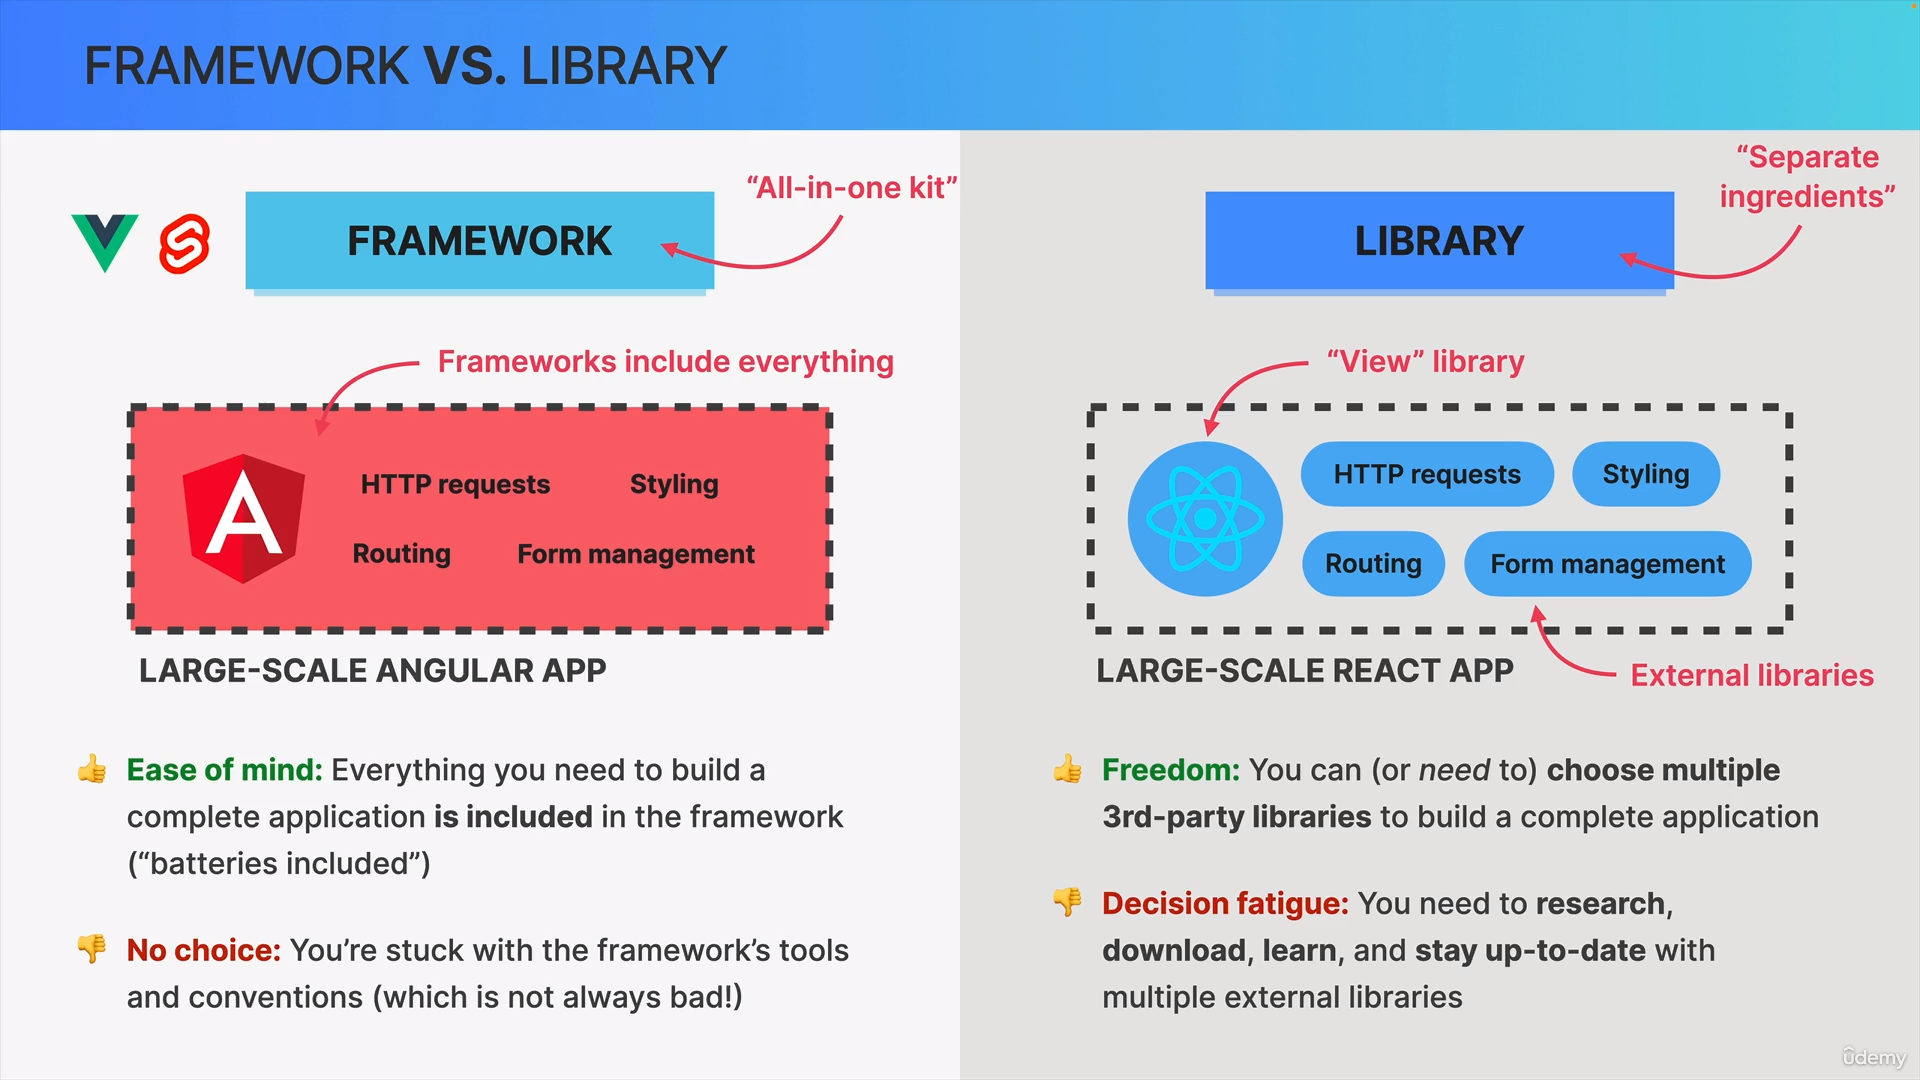 FRAMEWORK VS. LIBRARY
“All-in-one kit”
FRAMEWORK
Frameworks include everything
HTTP requests
Styling
Routing
Form management
LARGE-SCALE ANGULAR APP
👍 Ease of mind: Everything you need to build a
complete application is included in the framework
(“batteries included”)
👎 No choice: You’re stuck with the framework’s tools
and conventions (which is not always bad!)
“Separate
ingredients”
LIBRARY
“View” library
HTTP requests
Styling
Routing
Form management
LARGE-SCALE REACT APP
External libraries
👍 Freedom: You can (or need to) choose multiple
3rd-party libraries to build a complete application
👎 Decision fatigue: You need to research,
download, learn, and stay up-to-date with
multiple external libraries
ûdemy